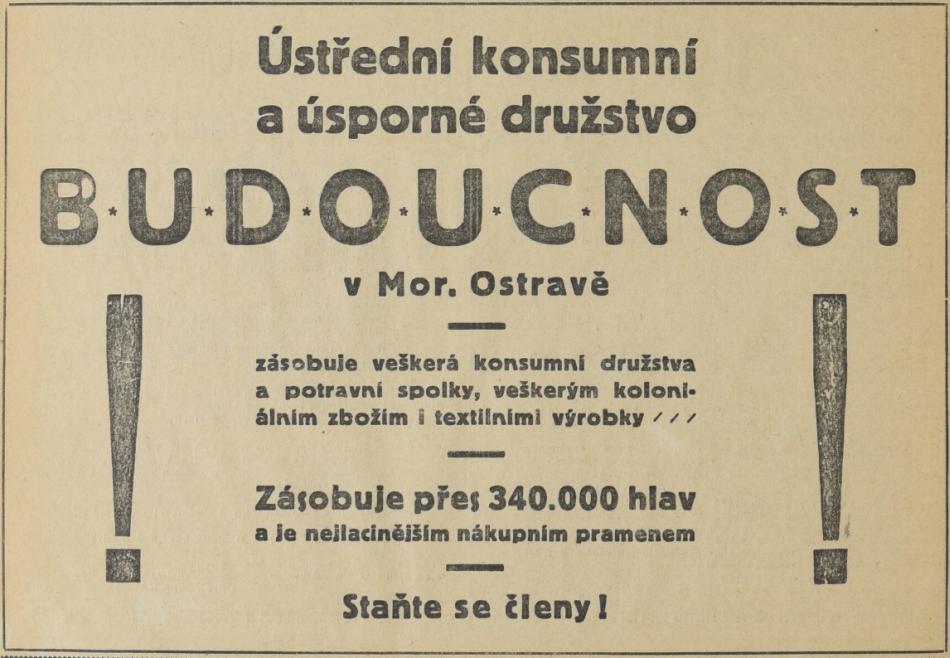 Ústřední konsumní
a úsporné družstvo
B*U*D*O*U*C*N*O*S*T
v Mor. Ostravě
zásobuje veškerá konsumní družstva
a potravní spolky, veškerým koloni-
álním zbožím i textilními výrobky ///
Zásobuje přes 340.000 hlav
a je nejlacinějším nákupním pramenem
Staňte se členy!
! !